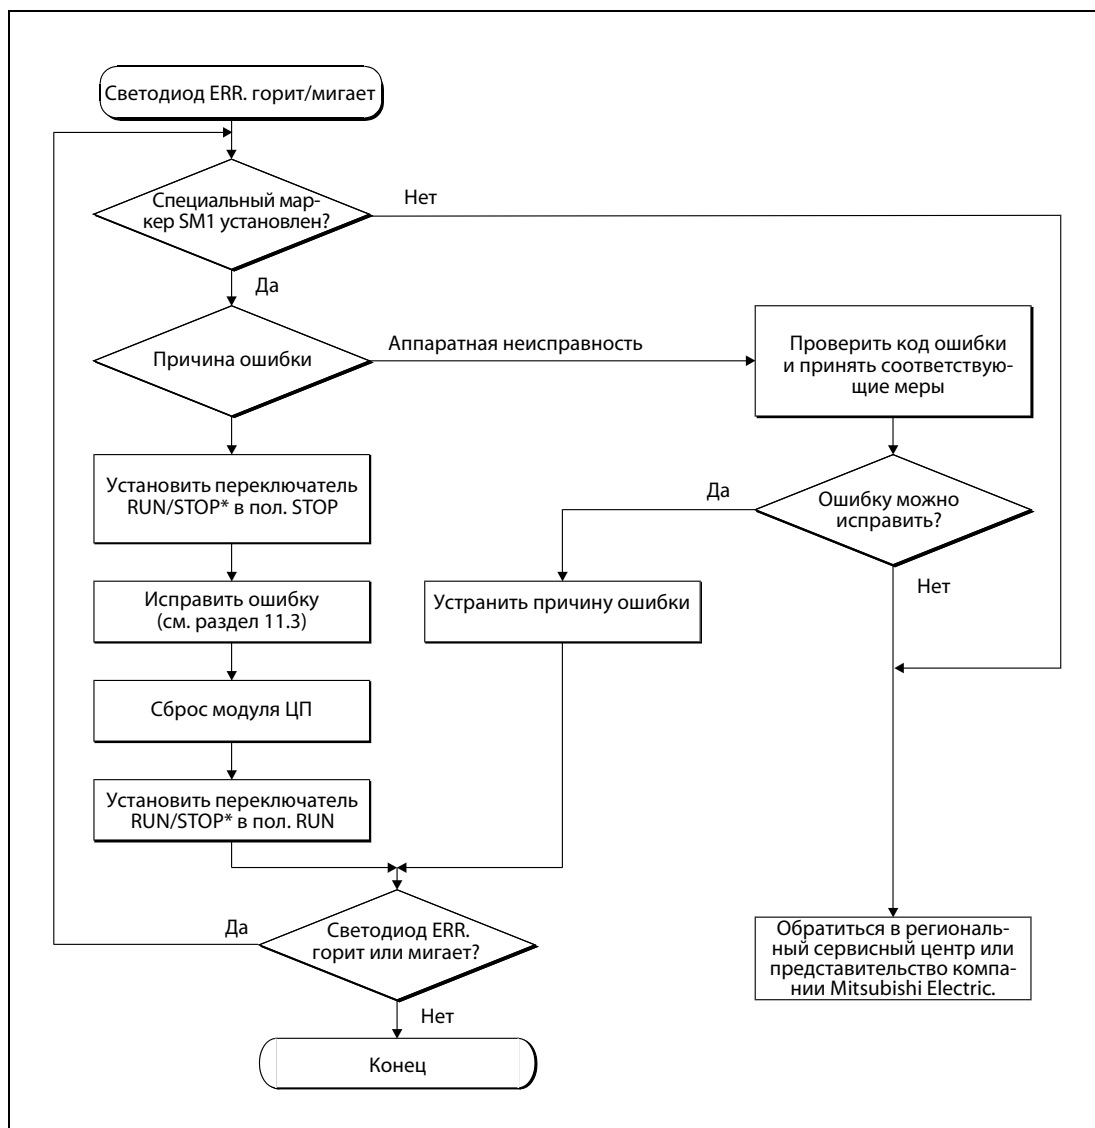 Светодиод ERR. горит/мигает
Специальный мар-
кер SM1 установлен?
Нет
Да
Причина ошибки
Аппаратная неисправность
Проверить код ошибки
и принять соответствую-
щие меры
Установить переключатель
RUN/STOP* в пол. STOP
Да
Ошибку можно
исправить?
Нет
Исправить ошибку
(см. раздел 11.3)
Устранить причину ошибки
Сброс модуля ЦП
Установить переключатель
RUN/STOP* в пол. RUN
Да
Светодиод ERR.
горит или мигает?
Нет
Обратиться в региональ-
ный сервисный центр или
представительство компа-
нии Mitsubishi Electric.
Конец